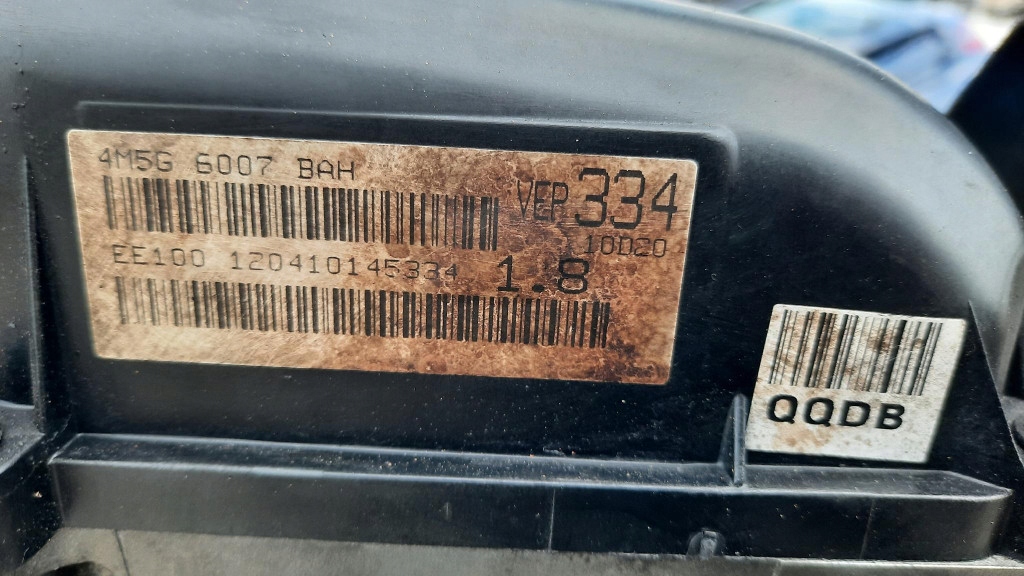 4M5G 6007 BAH
VEP 334
10D20
EE100 120410145334
1.8
QQDB